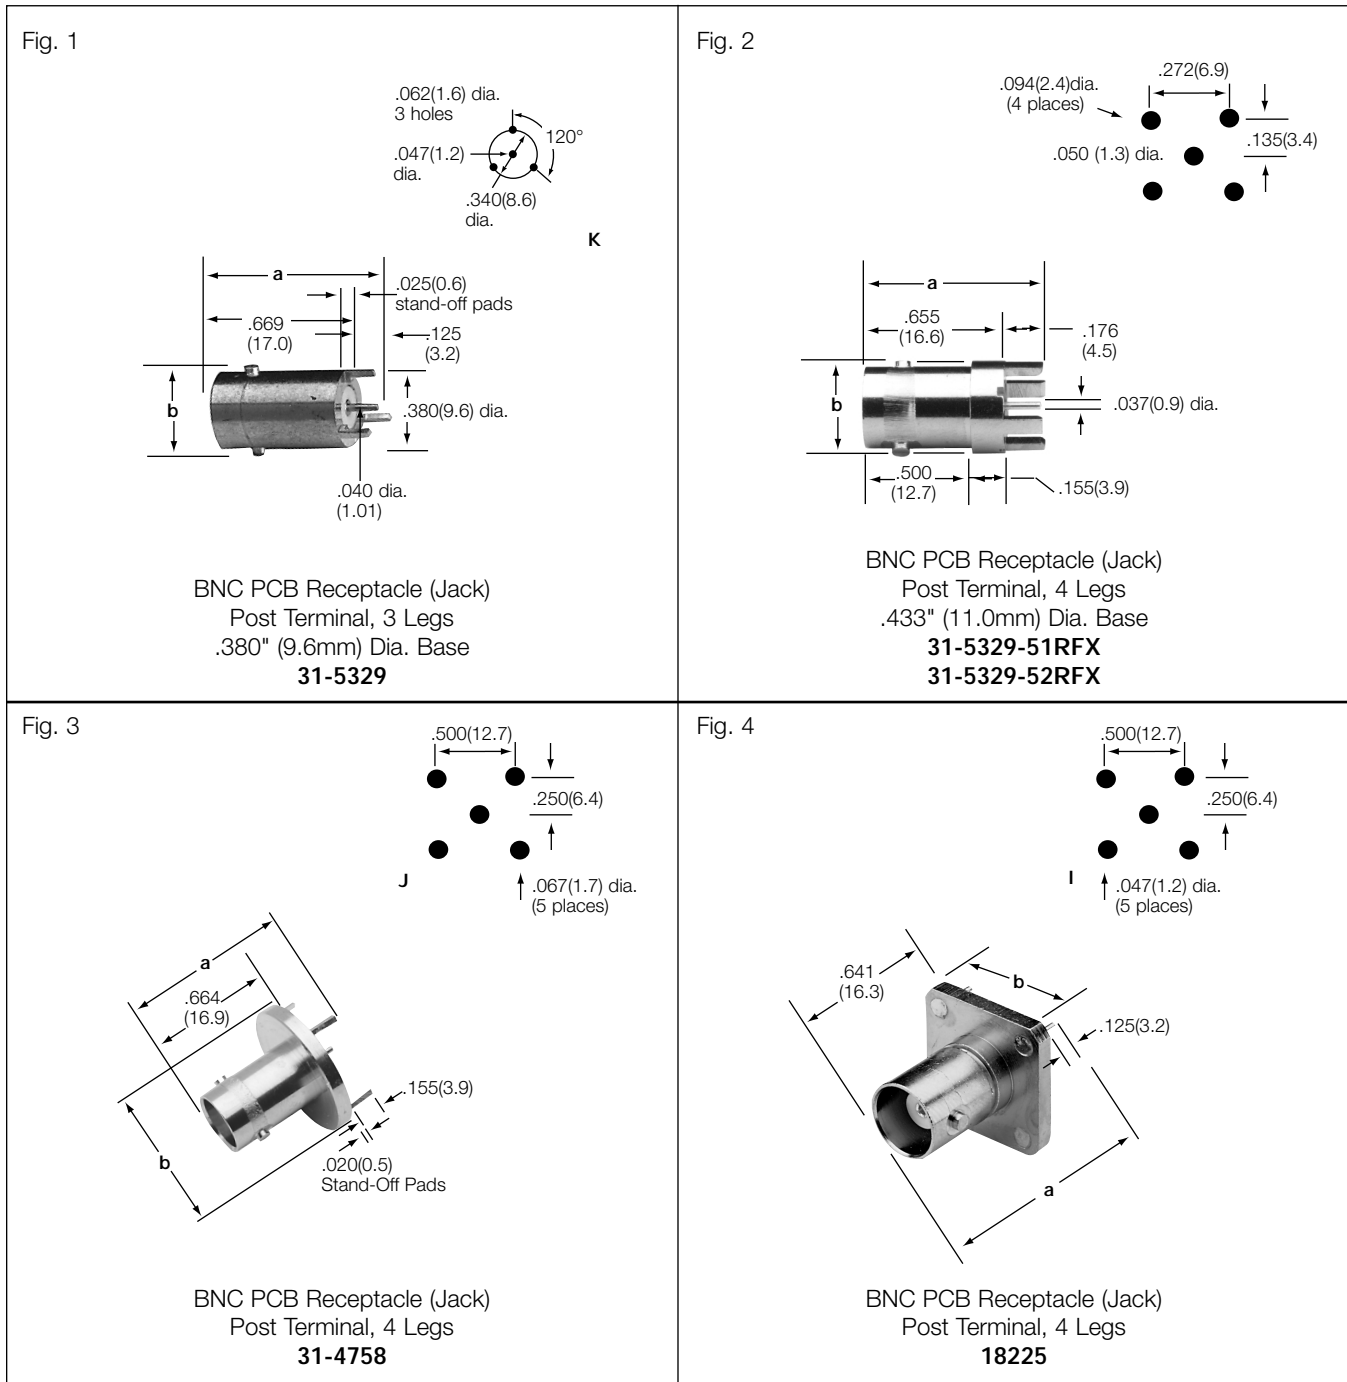 Fig. 1
.062(1.6) dia.
3 holes
120°
.047(1.2)
dia.
.340(8.6)
dia.
K
a
.025(0.6)
stand-off pads
.669
(17.0)
.125
(3.2)
b
.380(9.6) dia.
.040 dia.
(1.01)
BNC PCB Receptacle (Jack)
Post Terminal, 3 Legs
.380" (9.6mm) Dia. Base
31-5329
Fig. 2
.094(2.4)dia.
(4 places)
.272(6.9)
.135(3.4)
.050 (1.3) dia.
a
.655
(16.6)
.176
(4.5)
b
.037(0.9) dia.
.500
(12.7)
.155(3.9)
BNC PCB Receptacle (Jack)
Post Terminal, 4 Legs
.433" (11.0mm) Dia. Base
31-5329-51RFX
31-5329-52RFX
Fig. 3
.500(12.7)
.250(6.4)
J
.067(1.7) dia.
(5 places)
a
.664
(16.9)
.155(3.9)
b
.020(0.5)
Stand-Off Pads
BNC PCB Receptacle (Jack)
Post Terminal, 4 Legs
31-4758
Fig. 4
.500(12.7)
.250(6.4)
I
.047(1.2) dia.
(5 places)
.641
(16.3)
b
.125(3.2)
a
BNC PCB Receptacle (Jack)
Post Terminal, 4 Legs
18225